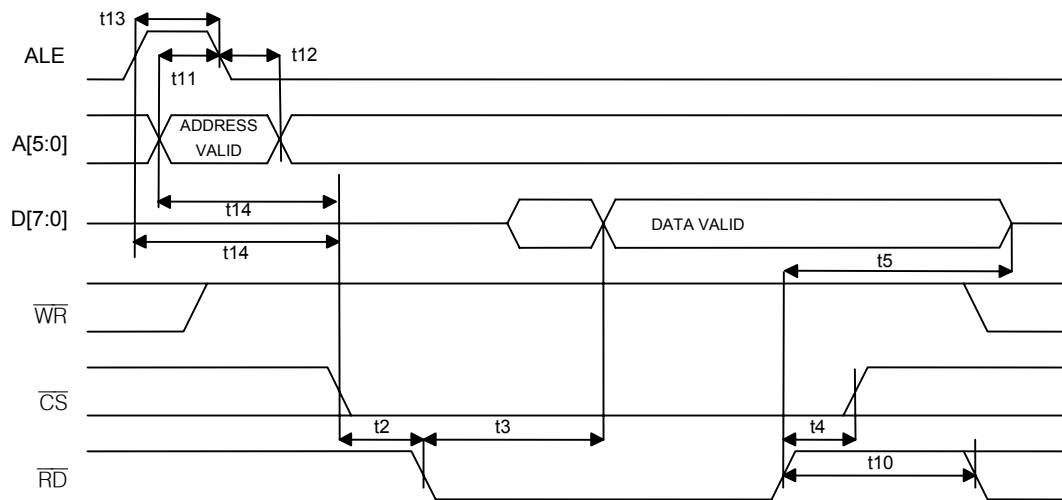 t13
ALE
t12
t11
A[5:0]
ADDRESS
VALID
t14
D[7:0]
DATA VALID
t14
t5
WR
CS
t2
t3
t4
t10
RD